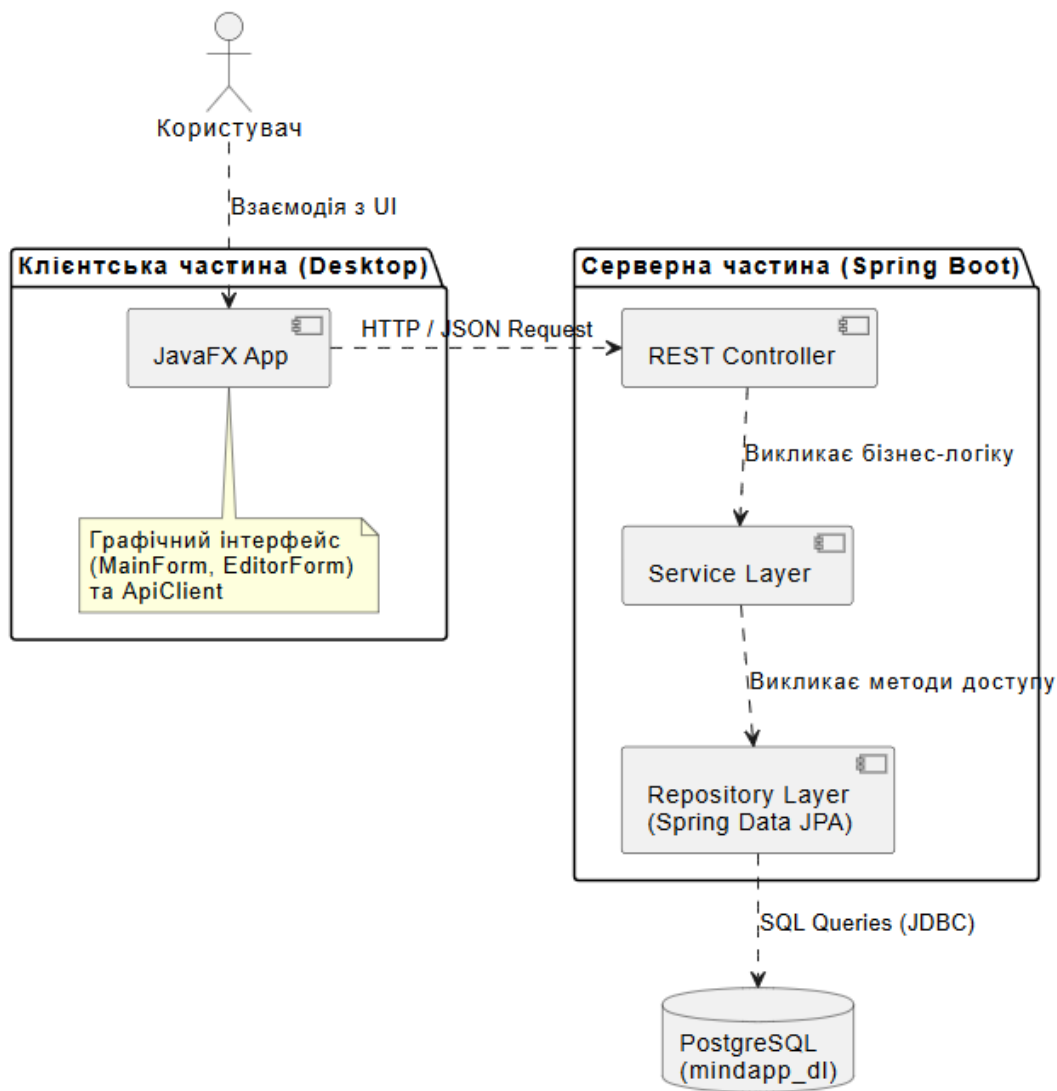 Користувач
Взаємодія з UI
Клієнтська частина (Desktop)
Серверна частина (Spring Boot)
JavaFX App
HTTP / JSON Request
REST Controller
Викликає бізнес-логіку
Графічний інтерфейс
(MainForm, EditorForm)
та ApiClient
Service Layer
Викликає методи доступу
Repository Layer
(Spring Data JPA)
SQL Queries (JDBC)
PostgreSQL
(mindapp_dl)